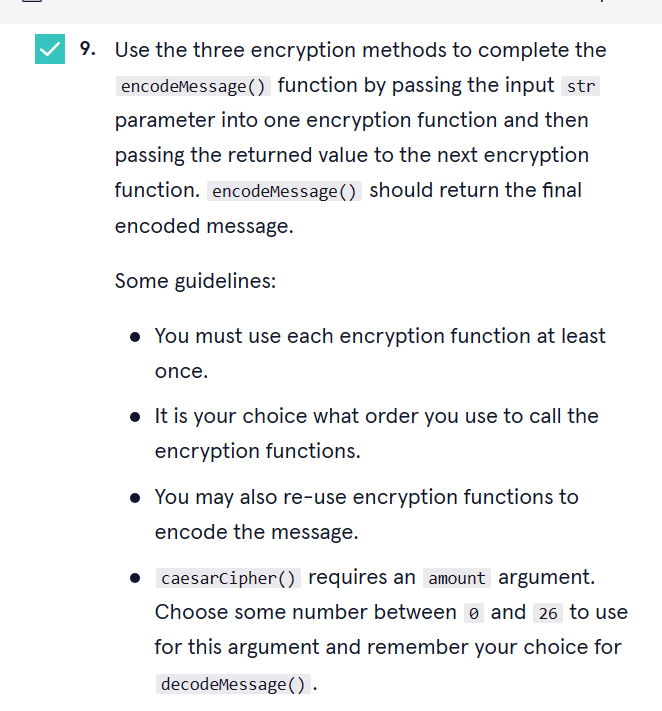 9. Use the three encryption methods to complete the
encodeMessage() function by passing the input str
parameter into one encryption function and then
passing the returned value to the next encryption
function. encodeMessage() should return the final
encoded message.
Some guidelines:
• You must use each encryption function at least
once.
• It is your choice what order you use to call the
encryption functions.
• You may also re-use encryption functions to
encode the message.
• caesarCipher() requires an amount argument.
Choose some number between 0 and 26 to use
for this argument and remember your choice for
decodeMessage().